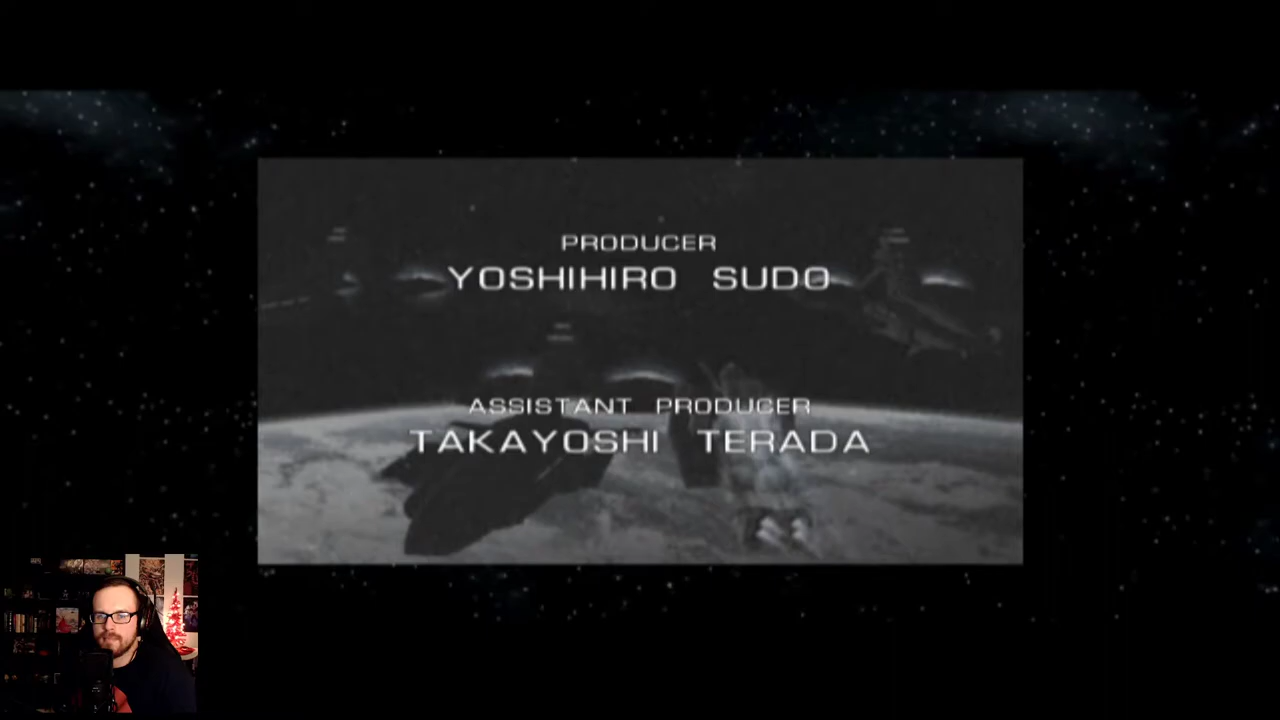 PRODUCER
YOSHIHIRO SUDO
ASSISTANT PRODUCER
TAKAYOSHI TERADA